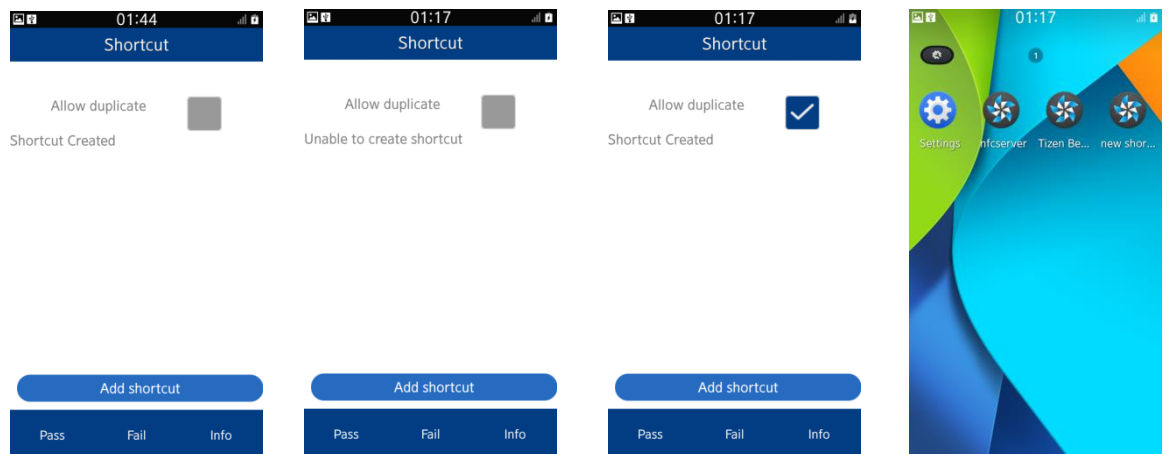 01:44
Shortcut
Allow duplicate
Shortcut Created
Add shortcut
Pass Fail Info
01:17
Shortcut
Allow duplicate
Unable to create shortcut
Add shortcut
Pass Fail Info
01:17
Shortcut
Allow duplicate
Shortcut Created
Add shortcut
Pass Fail Info
01:17
1
Settings nfcserver Tizen Be... new shor...